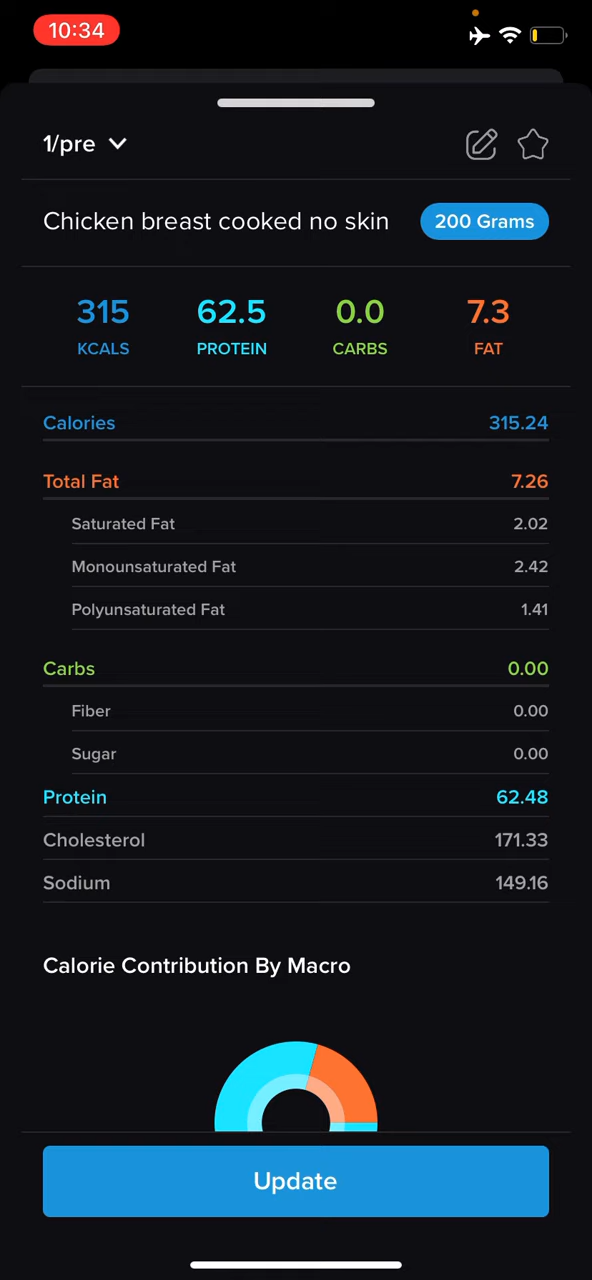 10:34
1/pre
Chicken breast cooked no skin 200 Grams
315 62.5 0.0 7.3
KCALS PROTEIN CARBS FAT
Calories 315.24
Total Fat 7.26
Saturated Fat 2.02
Monounsaturated Fat 2.42
Polyunsaturated Fat 1.41
Carbs 0.00
Fiber 0.00
Sugar 0.00
Protein 62.48
Cholesterol 171.33
Sodium 149.16
Calorie Contribution By Macro
Update